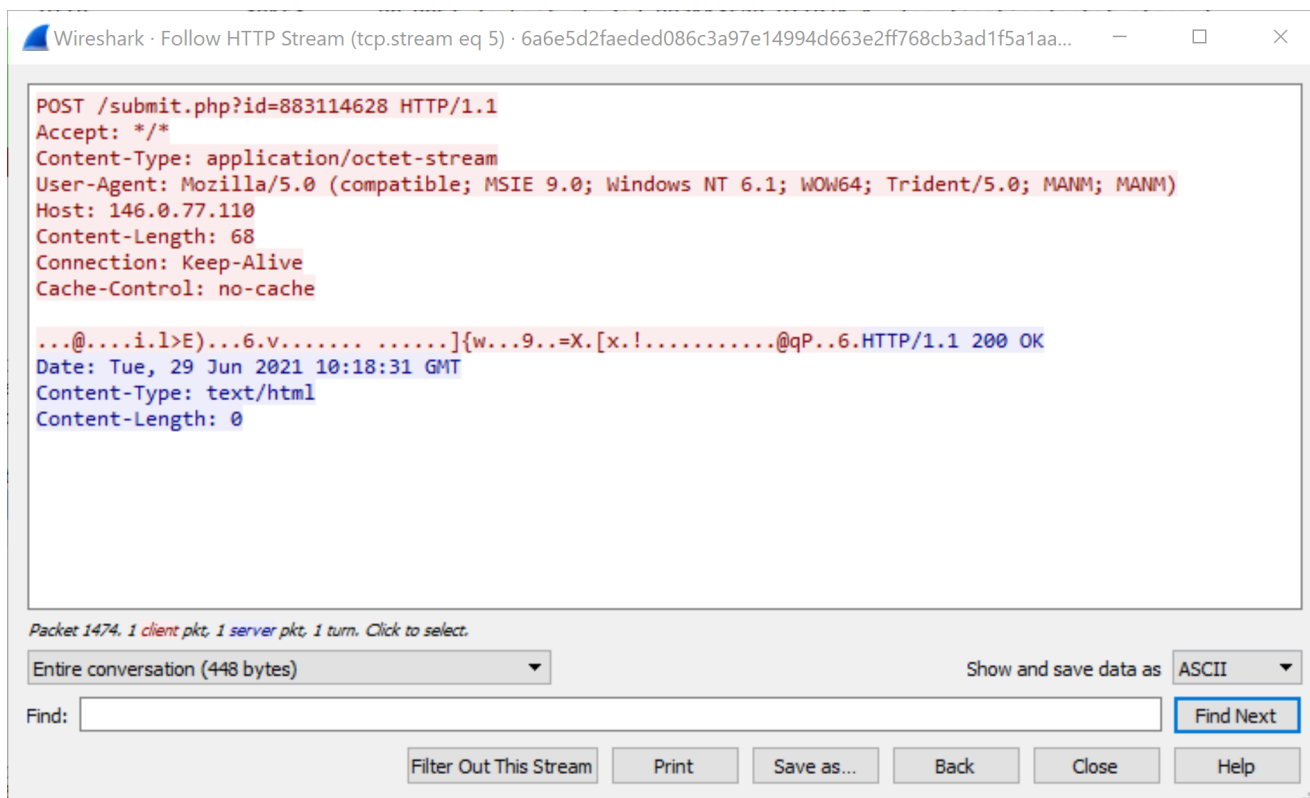 Wireshark · Follow HTTP Stream (tcp.stream eq 5) · 6a6e5d2faeded086c3a97e14994d663e2ff768cb3ad1f5a1aa...
POST /submit.php?id=883114628 HTTP/1.1
Accept: */*
Content-Type: application/octet-stream
User-Agent: Mozilla/5.0 (compatible; MSIE 9.0; Windows NT 6.1; WOW64; Trident/5.0; MANM; MANM)
Host: 146.0.77.110
Content-Length: 68
Connection: Keep-Alive
Cache-Control: no-cache
...@....i.l>E)...6.v....... ......]{w...9..=X.[x.!...........@qP..6.HTTP/1.1 200 OK
Date: Tue, 29 Jun 2021 10:18:31 GMT
Content-Type: text/html
Content-Length: 0
Packet 1474. 1 client pkt, 1 server pkt, 1 turn. Click to select.
Entire conversation (448 bytes)
Show and save data as ASCII
Find:
Find Next
Filter Out This Stream
Print
Save as...
Back
Close
Help